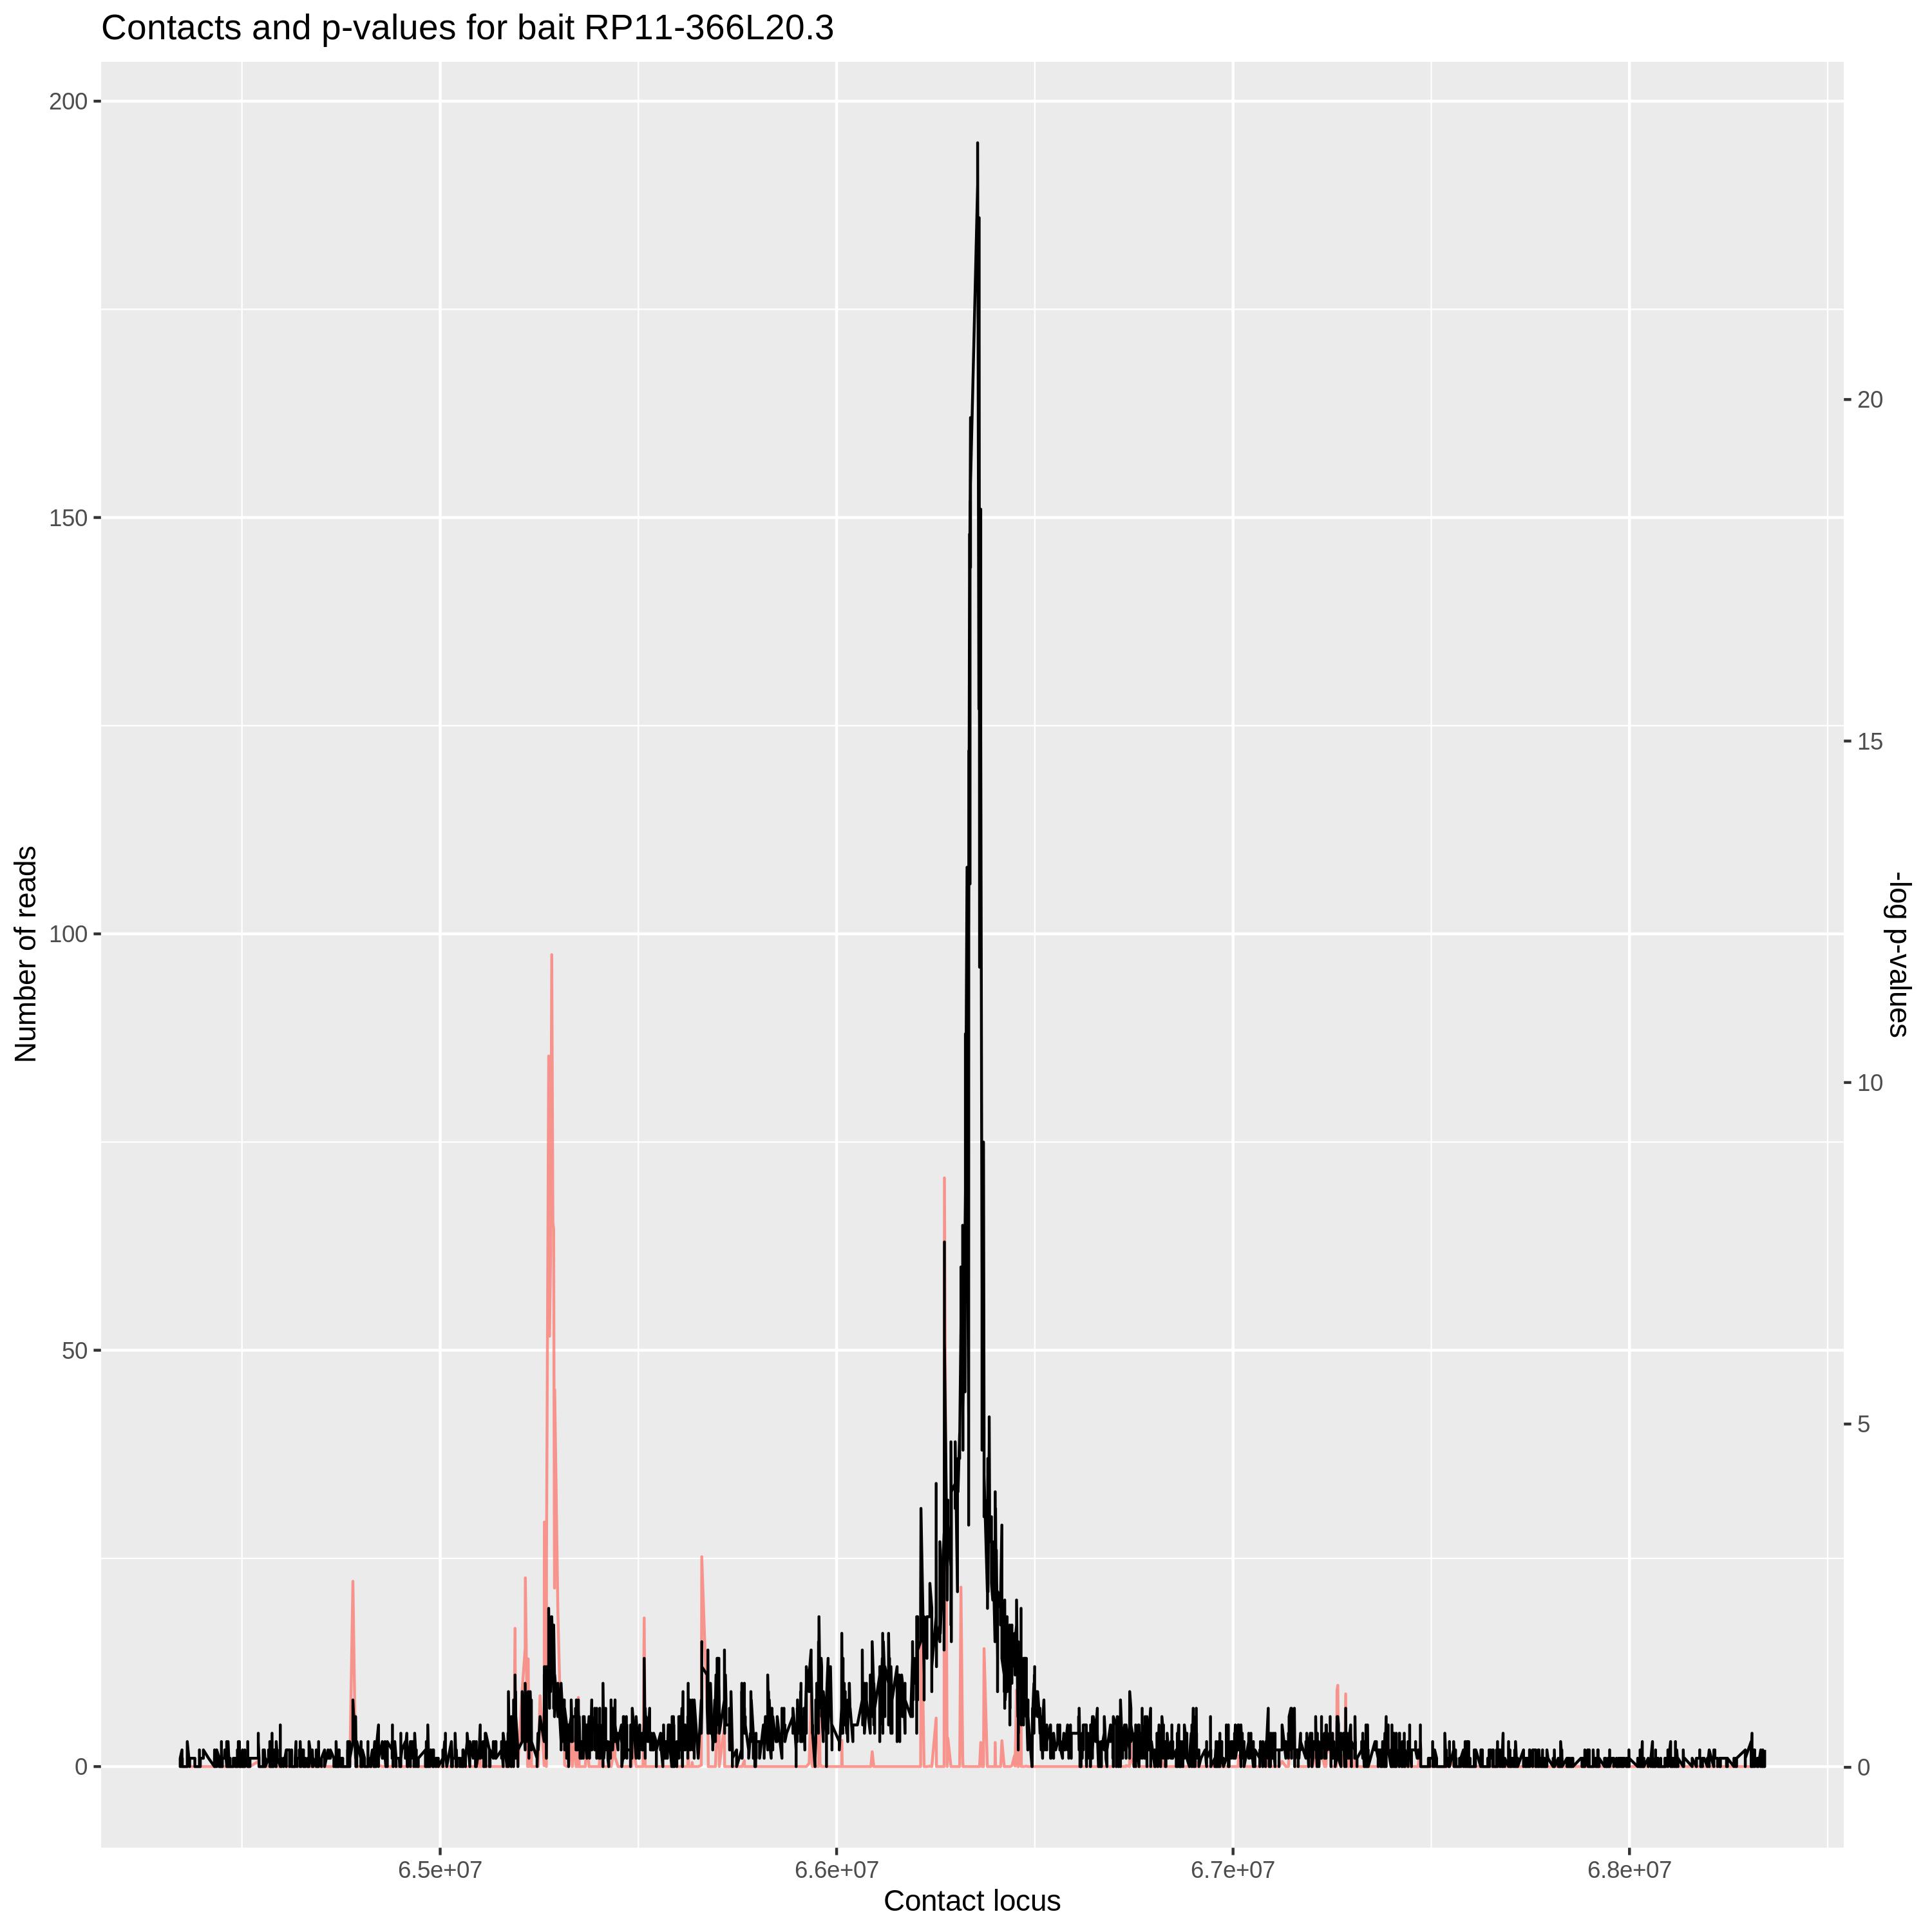 Contacts and p-values for bait RP11-366L20.3
200
150
100
50
0
Number of reads
20
15
10
5
0
-log p-values
6.5e+07 6.6e+07 6.7e+07 6.8e+07
Contact locus